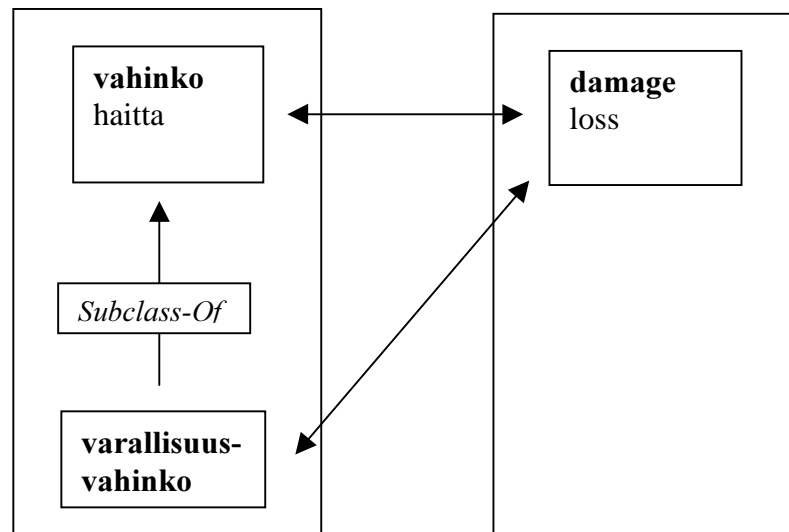 vahinko
haitta
damage
loss
Subclass-Of
varallisuus-
vahinko